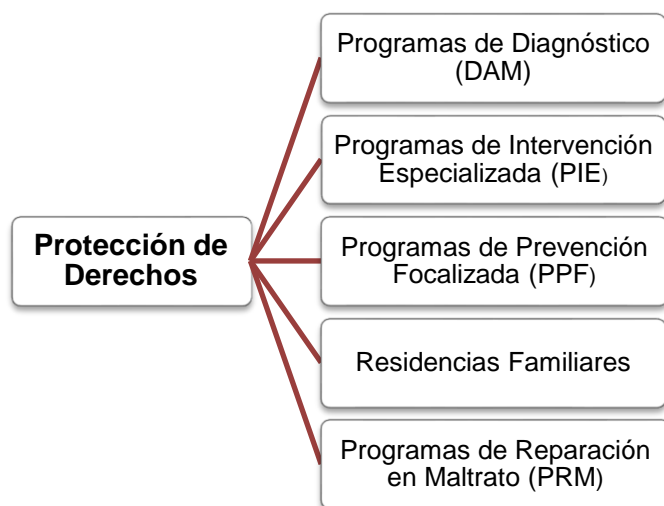 Protección de
Derechos
Programas de Diagnóstico
(DAM)
Programas de Intervención
Especializada (PIE)
Programas de Prevención
Focalizada (PPF)
Residencias Familiares
Programas de Reparación
en Maltrato (PRM)